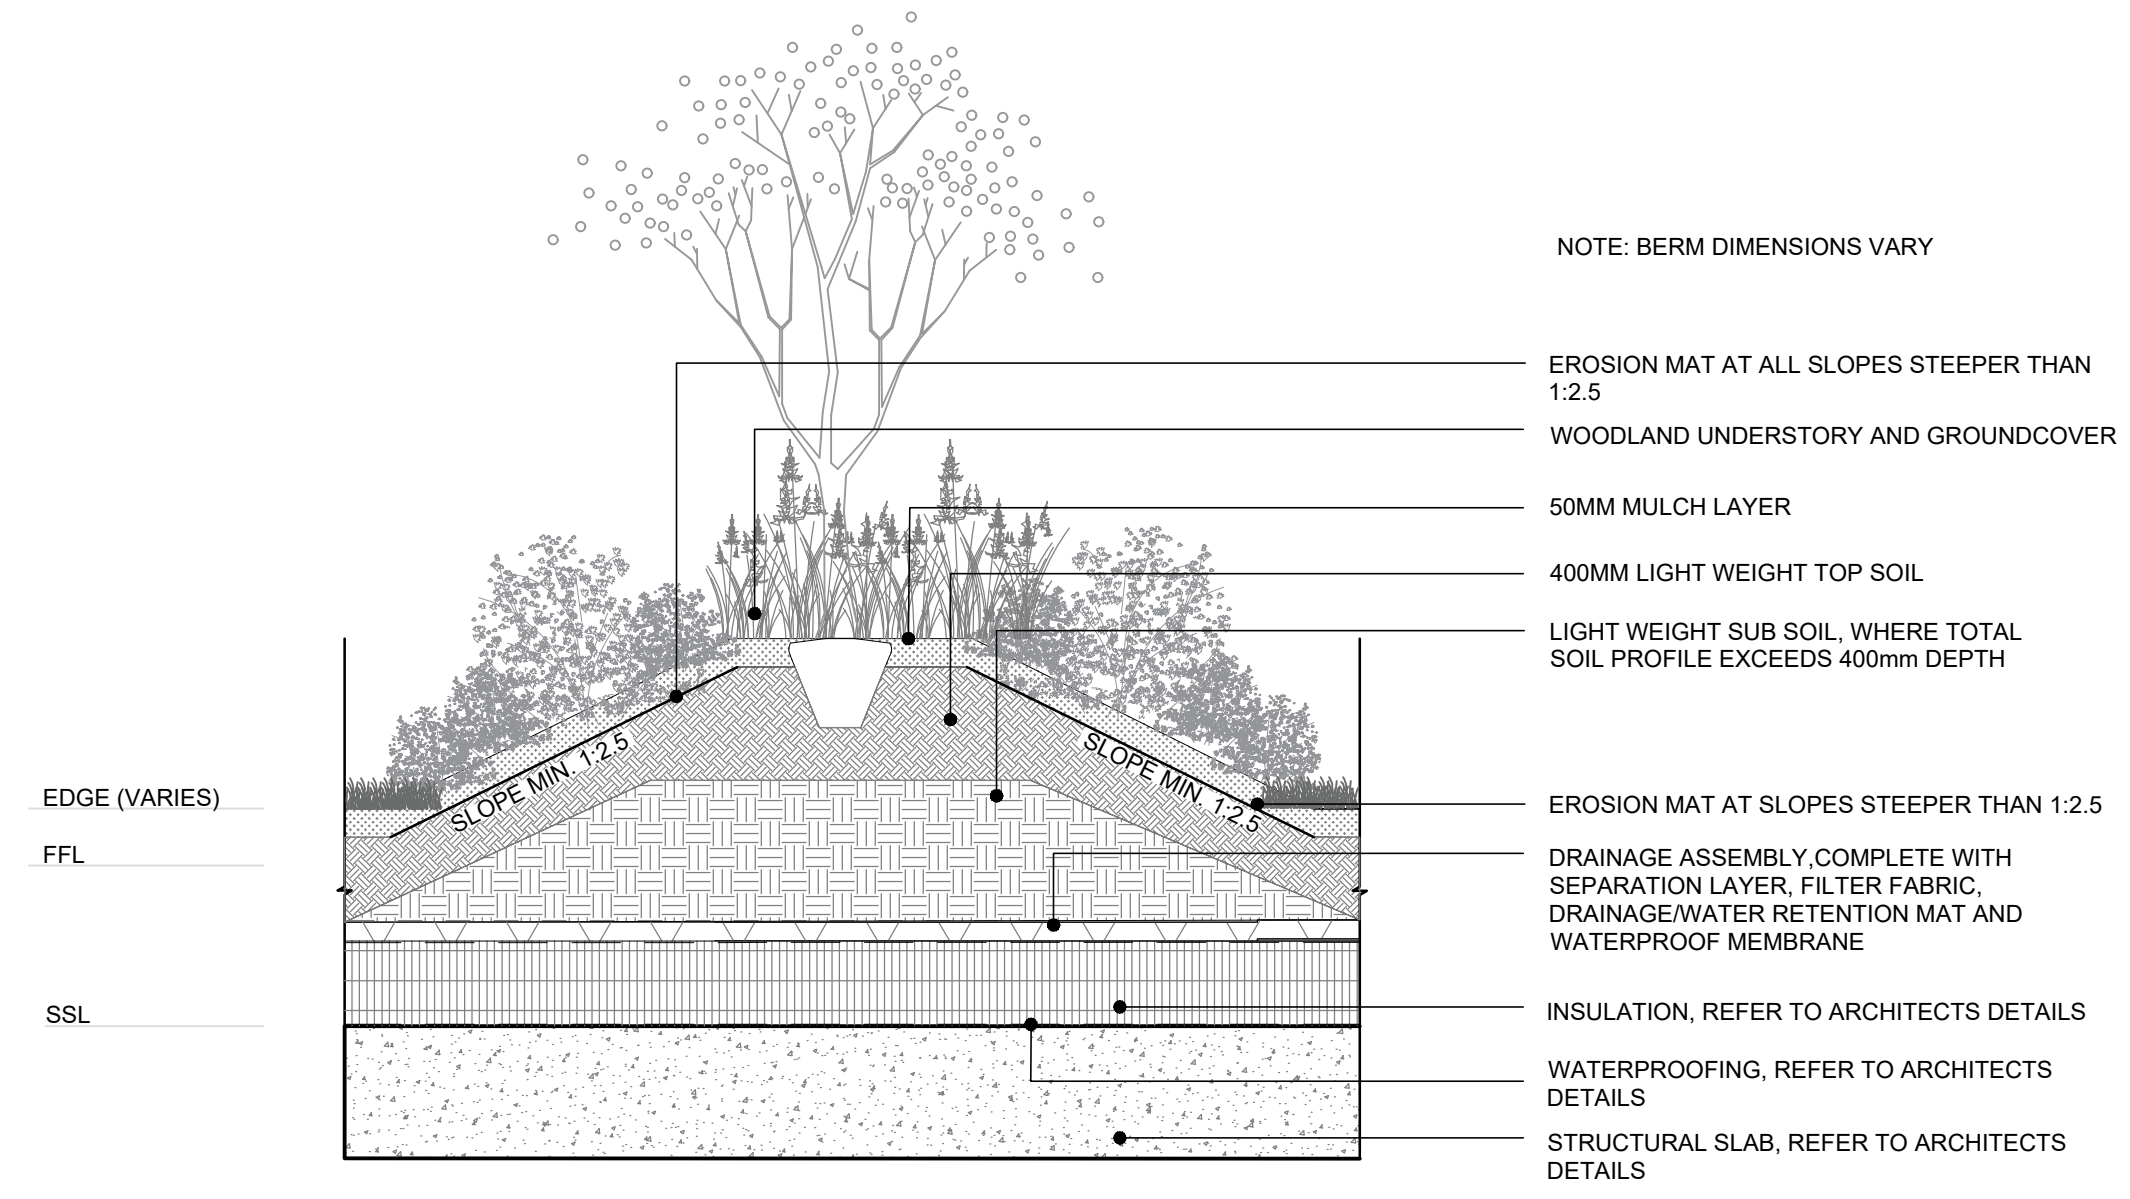 NOTE: BERM DIMENSIONS VARY
EROSION MAT AT ALL SLOPES STEEPER THAN
1:2.5
WOODLAND UNDERSTORY AND GROUNDCOVER
50MM MULCH LAYER
400MM LIGHT WEIGHT TOP SOIL
LIGHT WEIGHT SUB SOIL, WHERE TOTAL
SOIL PROFILE EXCEEDS 400mm DEPTH
SLOPE MIN. 1:2.5
SLOPE MIN. 1:2.5
EDGE (VARIES)
EROSION MAT AT SLOPES STEEPER THAN 1:2.5
FFL
DRAINAGE ASSEMBLY,COMPLETE WITH
SEPARATION LAYER, FILTER FABRIC,
DRAINAGE/WATER RETENTION MAT AND
WATERPROOF MEMBRANE
SSL
INSULATION, REFER TO ARCHITECTS DETAILS
WATERPROOFING, REFER TO ARCHITECTS
DETAILS
STRUCTURAL SLAB, REFER TO ARCHITECTS
DETAILS